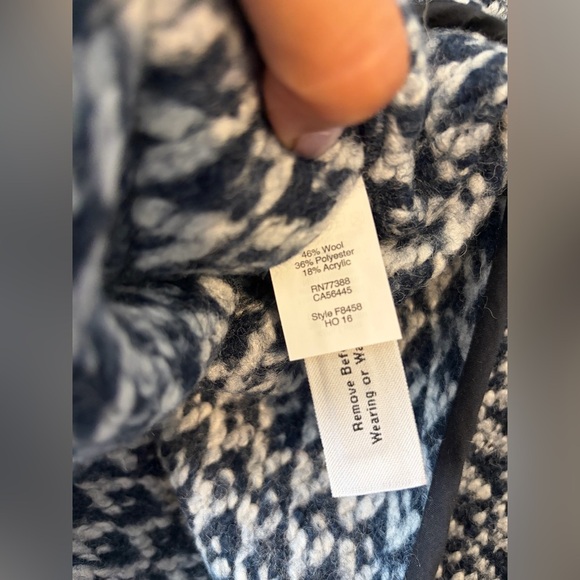 46% Wool
36% Polyester
18% Acrylic
RN77388
CA56445
Style F8458
HO 16
Remove Bef
Wearing or Wa